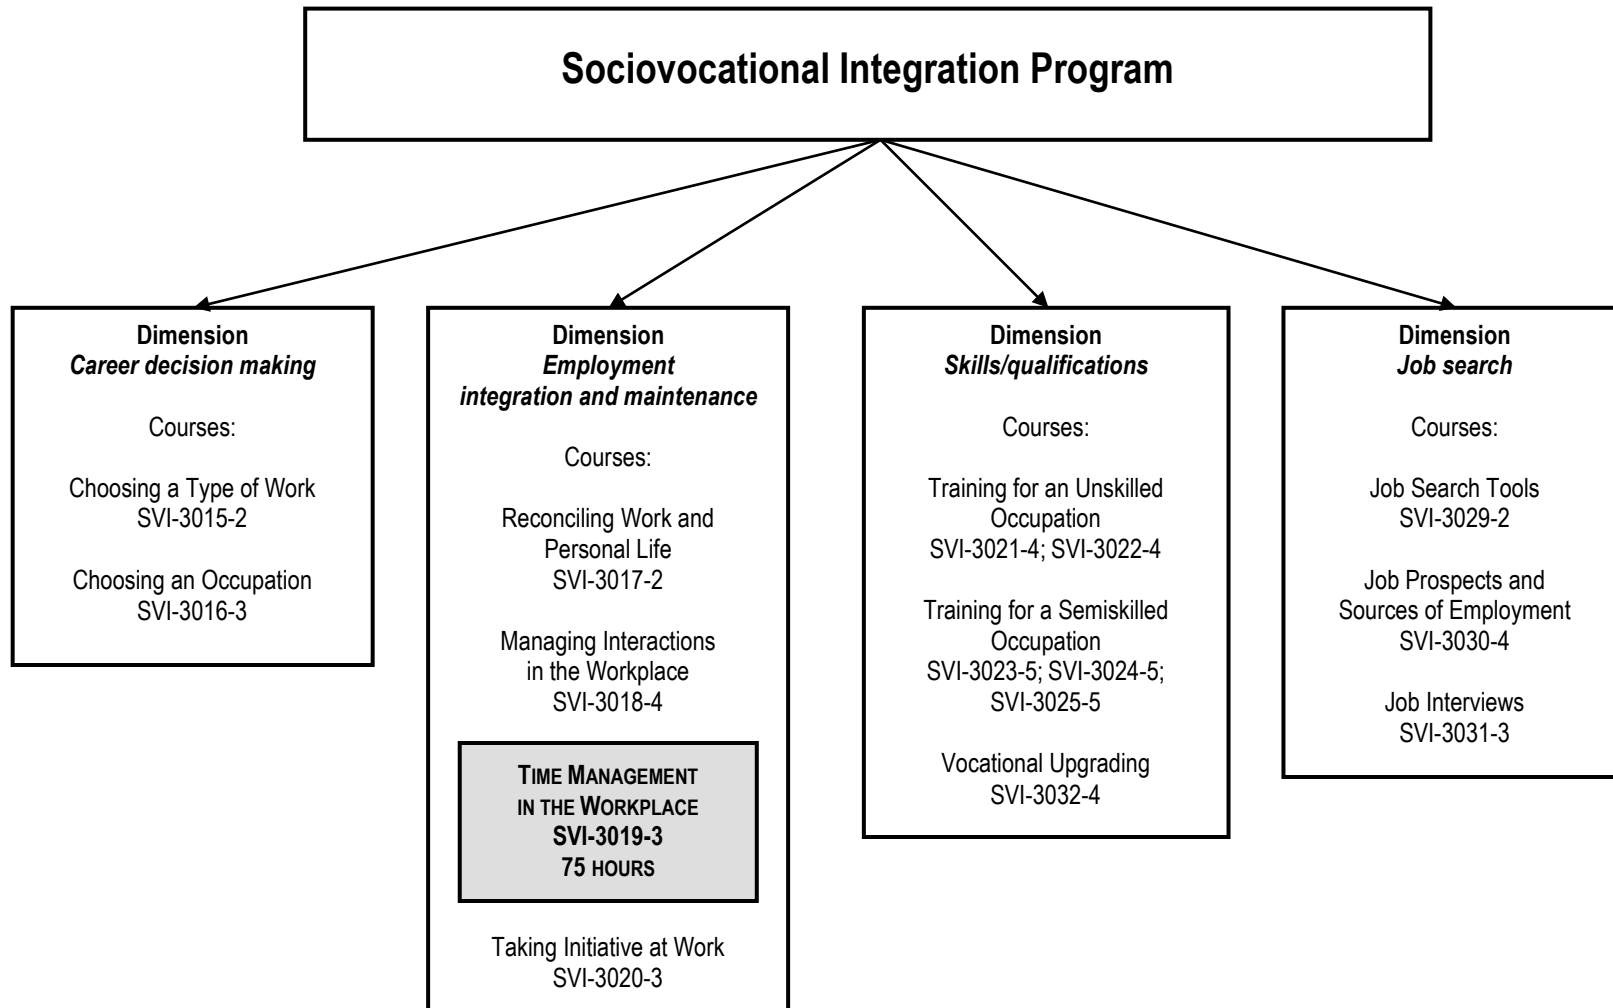 Sociovocational Integration Program
Dimension
Career decision making
Courses:
Choosing a Type of Work
SVI-3015-2
Choosing an Occupation
SVI-3016-3
Dimension
Employment
integration and maintenance
Courses:
Reconciling Work and
Personal Life
SVI-3017-2
Managing Interactions
in the Workplace
SVI-3018-4
TIME MANAGEMENT
IN THE WORKPLACE
SVI-3019-3
75 HOURS
Taking Initiative at Work
SVI-3020-3
Dimension
Skills/qualifications
Courses:
Training for an Unskilled
Occupation
SVI-3021-4; SVI-3022-4
Training for a Semiskilled
Occupation
SVI-3023-5; SVI-3024-5;
SVI-3025-5
Vocational Upgrading
SVI-3032-4
Dimension
Job search
Courses:
Job Search Tools
SVI-3029-2
Job Prospects and
Sources of Employment
SVI-3030-4
Job Interviews
SVI-3031-3